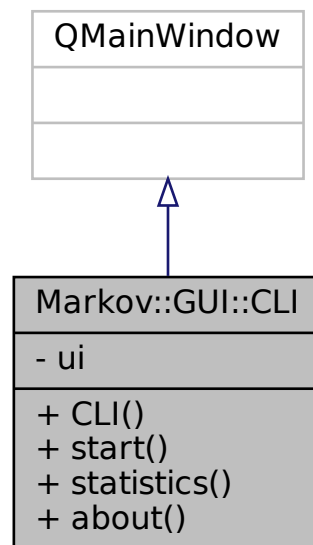 QMainWindow
Markov::GUI::CLI
- ui
+ CLI()
+ start()
+ statistics()
+ about()